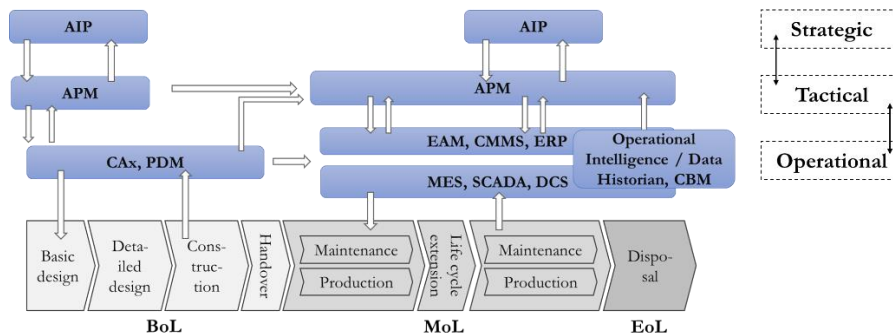 AIP
AIP
Strategic
APM
APM
Tactical
EAM, CMMS, ERP
Operational
Intelligence / Data
Historian, CBM
CAx, PDM
Operational
MES, SCADA, DCS
Basic
design
Detai-
led
design
Cons-
truc-
tion
Handover
Maintenance
Production
Life cycle
extension
Maintenance
Production
Dispo-
sal
BoL
MoL
EoL